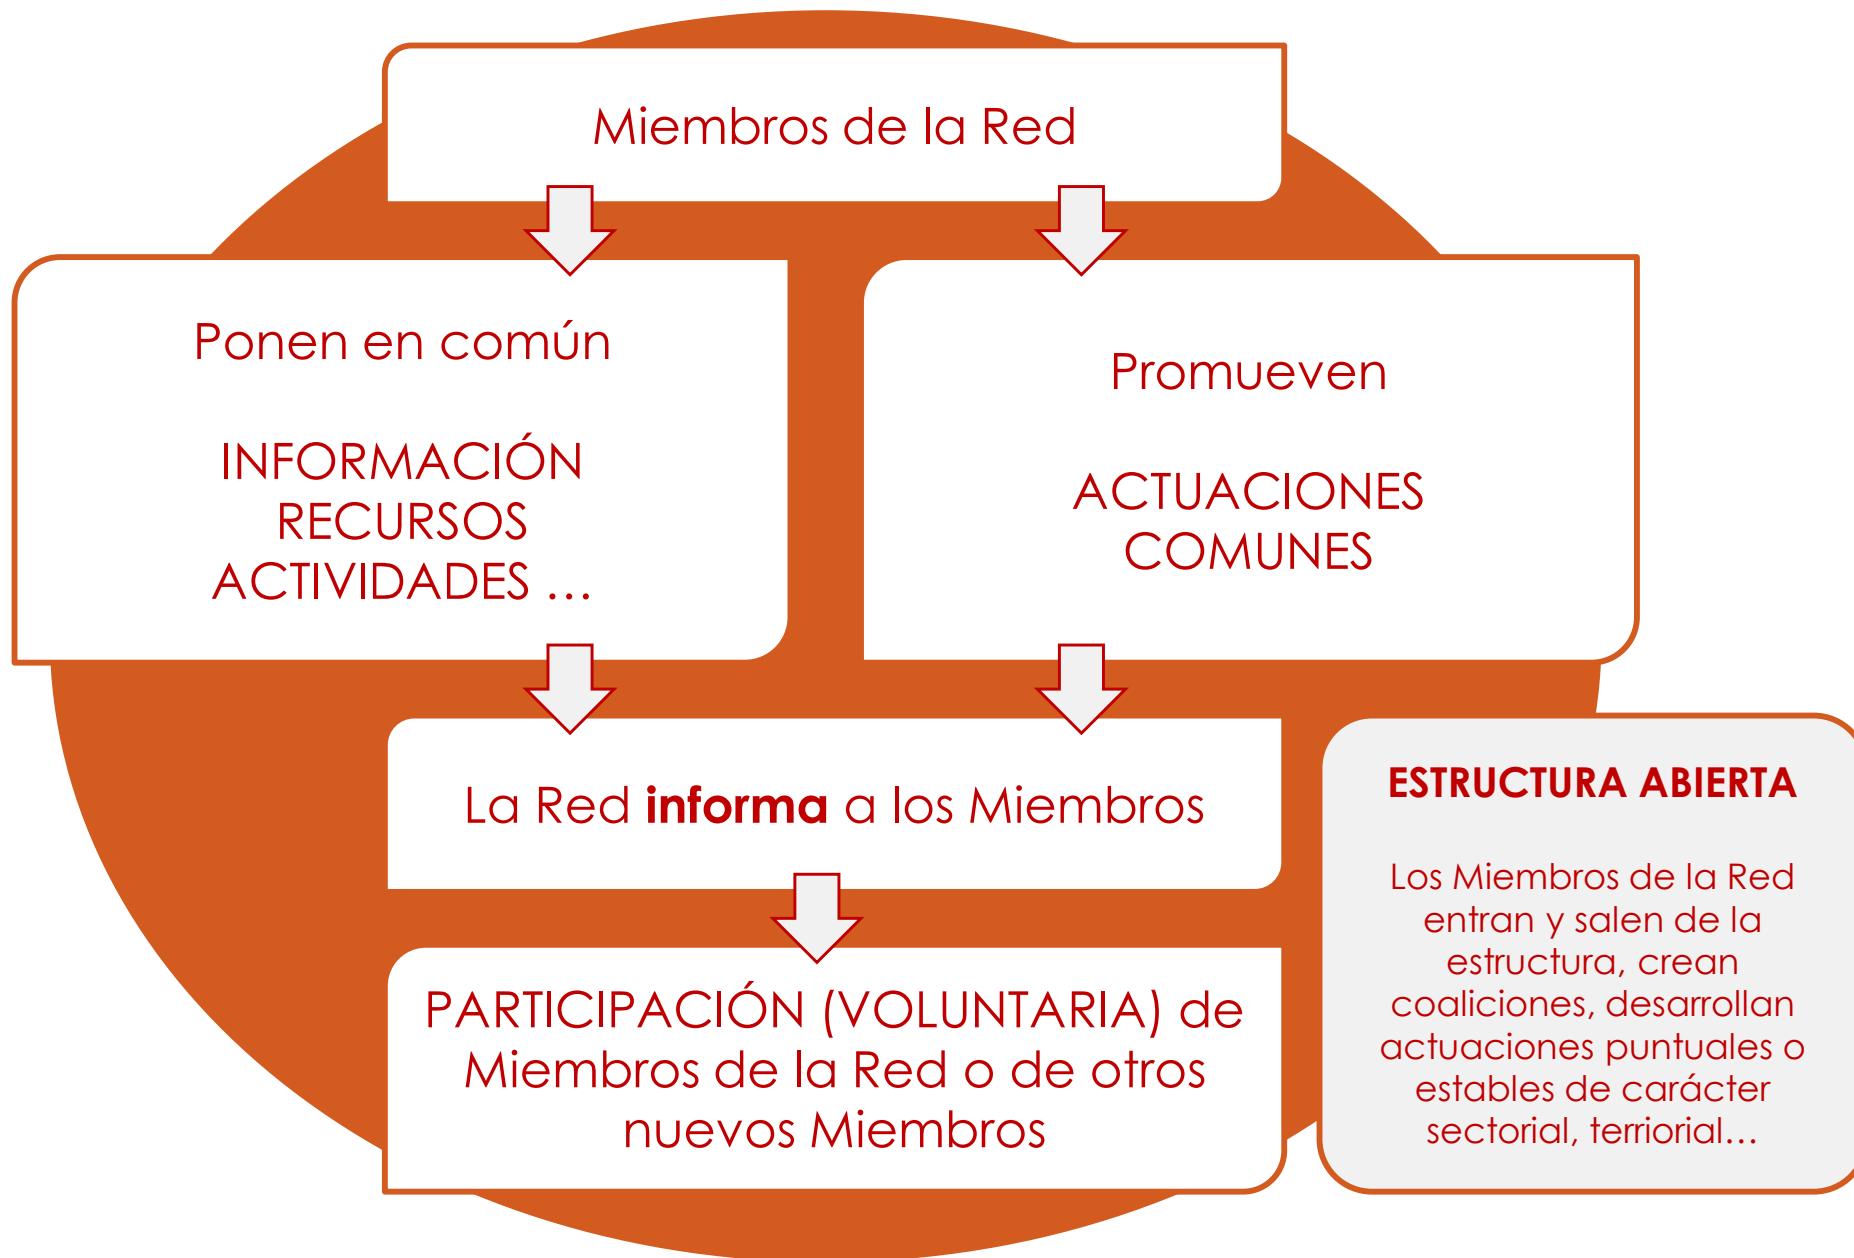 Miembros de la Red
Ponen en común
INFORMACIÓN
RECURSOS
ACTIVIDADES …
Promueven
ACTUACIONES
COMUNES
La Red informa a los Miembros
PARTICIPACIÓN (VOLUNTARIA) de
Miembros de la Red o de otros
nuevos Miembros
ESTRUCTURA ABIERTA
Los Miembros de la Red
entran y salen de la
estructura, crean
coaliciones, desarrollan
actuaciones puntuales o
estables de carácter
sectorial, terriorial…